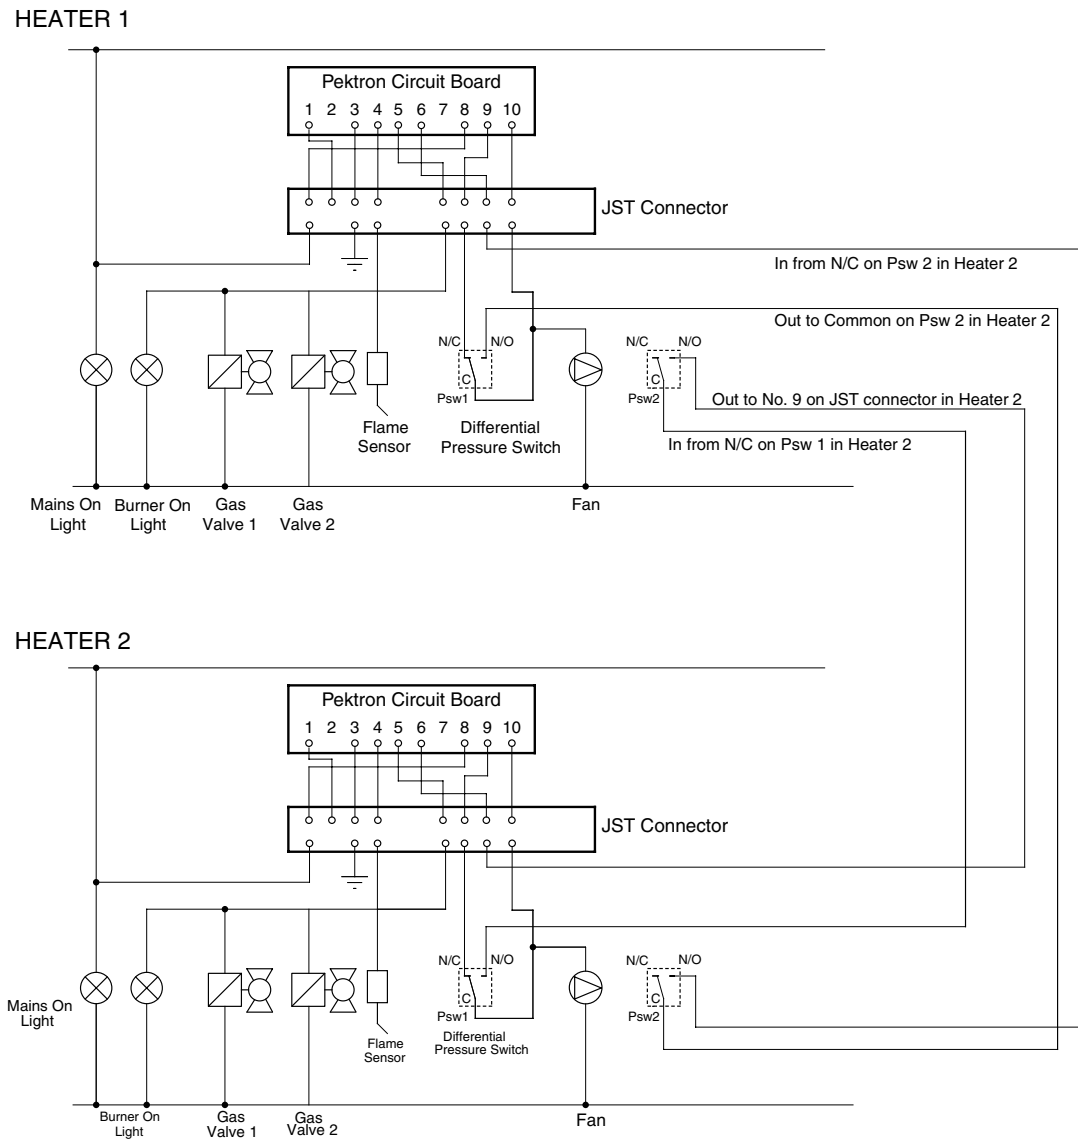 HEATER 1
Pektron Circuit Board
1 2 3 4 5 6 7 8 9 10
JST Connector
In from N/C on Psw 2 in Heater 2
Out to Common on Psw 2 in Heater 2
N/C N/O N/C N/O
C C
Psw1 Psw2
Out to No. 9 on JST connector in Heater 2
Flame
Sensor
Differential
Pressure Switch
In from N/C on Psw 1 in Heater 2
Mains On
Light
Burner On
Light
Gas
Valve 1
Gas
Valve 2
Fan
HEATER 2
Pektron Circuit Board
1 2 3 4 5 6 7 8 9 10
JST Connector
N/C N/O N/C N/O
C C
Psw1 Psw2
Mains On
Light
Flame
Sensor
Differential
Pressure Switch
Burner On
Light
Gas
Valve 1
Gas
Valve 2
Fan